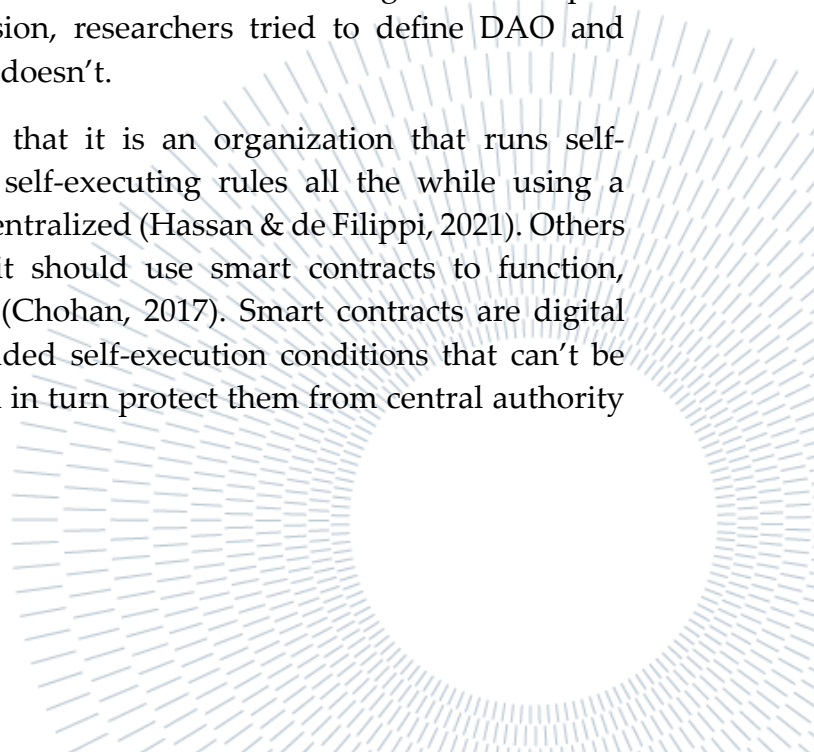 sion, researchers tried to define DAO and
doesn't.
that it is an organization that runs self-
self-executing rules all the while using a
entralized (Hassan & de Filippi, 2021). Others
it should use smart contracts to function,
(Chohan, 2017). Smart contracts are digital
ded self-execution conditions that can't be
in turn protect them from central authority